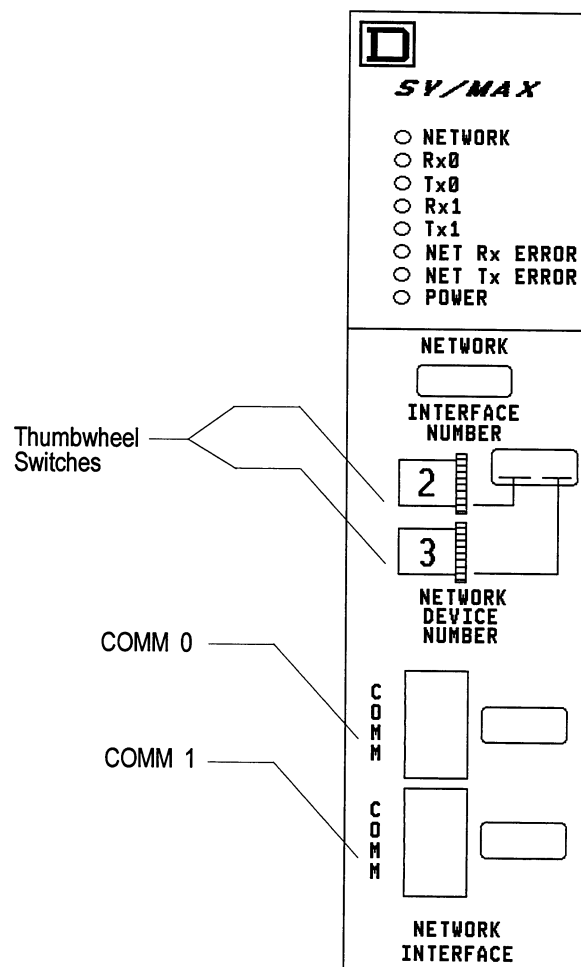 D
SY/MAX
NETWORK
Rx0
Tx0
Rx1
Tx1
NET Rx ERROR
NET Tx ERROR
POWER
NETWORK
INTERFACE
NUMBER
Thumbwheel
Switches
2
3
NETWORK
DEVICE
NUMBER
COMM 0
COMM
COMM 1
COMM
NETWORK
INTERFACE